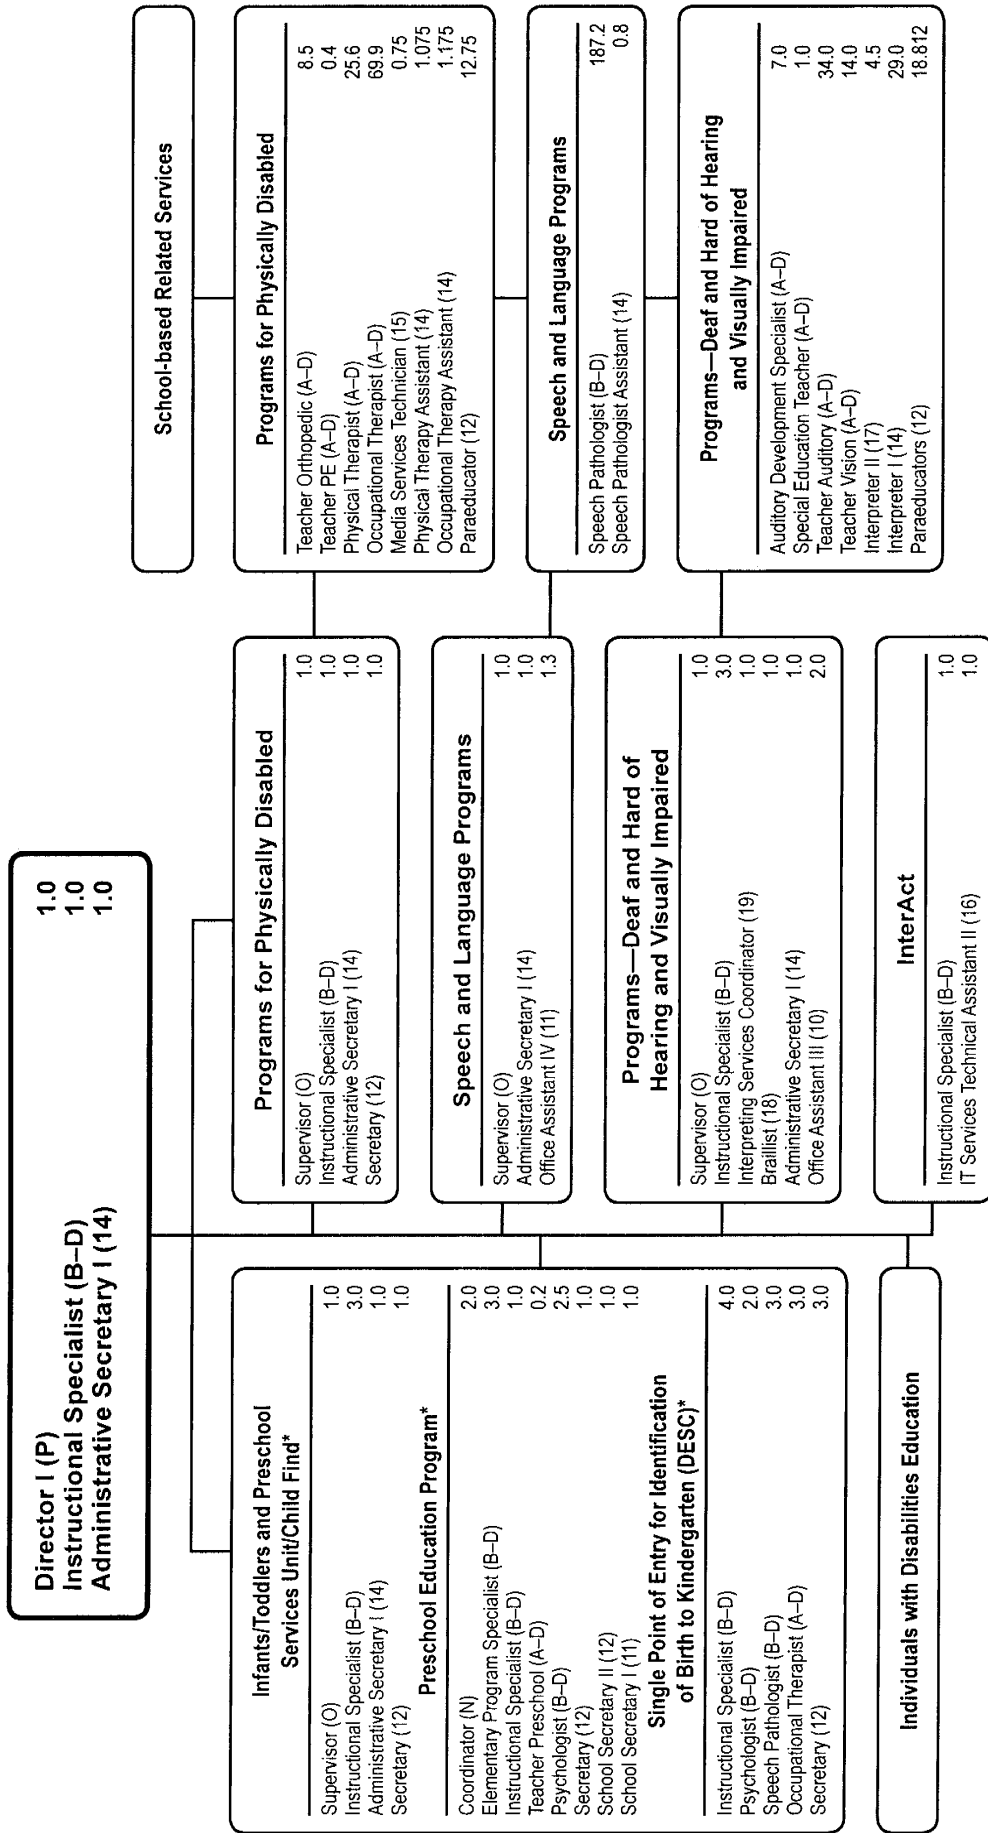 Director I (P) 1.0
Instructional Specialist (B–D) 1.0
Administrative Secretary I (14) 1.0
Infants/Toddlers and Preschool
Services Unit/Child Find*
Supervisor (O) 1.0
Instructional Specialist (B–D) 3.0
Administrative Secretary I (14) 1.0
Secretary (12) 1.0
Preschool Education Program*
Coordinator (N) 2.0
Elementary Program Specialist (B–D) 3.0
Instructional Specialist (B–D) 1.0
Teacher Preschool (A–D) 0.2
Psychologist (B–D) 2.5
Secretary (12) 1.0
School Secretary II (12) 1.0
School Secretary I (11) 1.0
Single Point of Entry for Identification
of Birth to Kindergarten (DESC)*
Instructional Specialist (B–D) 4.0
Psychologist (B–D) 2.0
Speech Pathologist (B–D) 3.0
Occupational Therapist (A–D) 3.0
Secretary (12) 3.0
Individuals with Disabilities Education
Programs for Physically Disabled
Supervisor (O) 1.0
Instructional Specialist (B–D) 1.0
Administrative Secretary I (14) 1.0
Secretary (12) 1.0
Speech and Language Programs
Supervisor (O) 1.0
Administrative Secretary I (14) 1.0
Office Assistant IV (11) 1.3
Programs—Deaf and Hard of
Hearing and Visually Impaired
Supervisor (O) 1.0
Instructional Specialist (B–D) 3.0
Interpreting Services Coordinator (19) 1.0
Braillist (18) 1.0
Administrative Secretary I (14) 1.0
Office Assistant III (10) 2.0
InterAct
Instructional Specialist (B–D) 1.0
IT Services Technical Assistant II (16) 1.0
School-based Related Services
Programs for Physically Disabled
Teacher Orthopedic (A–D) 8.5
Teacher PE (A–D) 0.4
Physical Therapist (A–D) 25.6
Occupational Therapist (A–D) 69.9
Media Services Technician (15) 0.75
Physical Therapy Assistant (14) 1.075
Occupational Therapy Assistant (14) 1.175
Paraeducator (12) 12.75
Speech and Language Programs
Speech Pathologist (B–D) 187.2
Speech Pathologist Assistant (14) 0.8
Programs—Deaf and Hard of Hearing
and Visually Impaired
Auditory Development Specialist (A–D) 7.0
Special Education Teacher (A–D) 1.0
Teacher Auditory (A–D) 34.0
Teacher Vision (A–D) 14.0
Interpreter II (17) 4.5
Interpreter I (14) 29.0
Paraeducators (12) 18.812